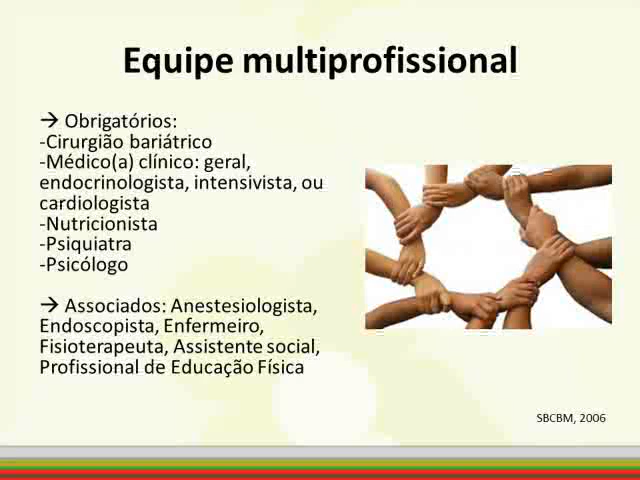 Equipe multiprofissional
→ Obrigatórios:
-Cirurgião bariátrico
-Médico(a) clínico: geral,
endocrinologista, intensivista, ou
cardiologista
-Nutricionista
-Psiquiatra
-Psicólogo
→ Associados: Anestesiologista,
Endoscopista, Enfermeiro,
Fisioterapeuta, Assistente social,
Profissional de Educação Física
SBCBM, 2006